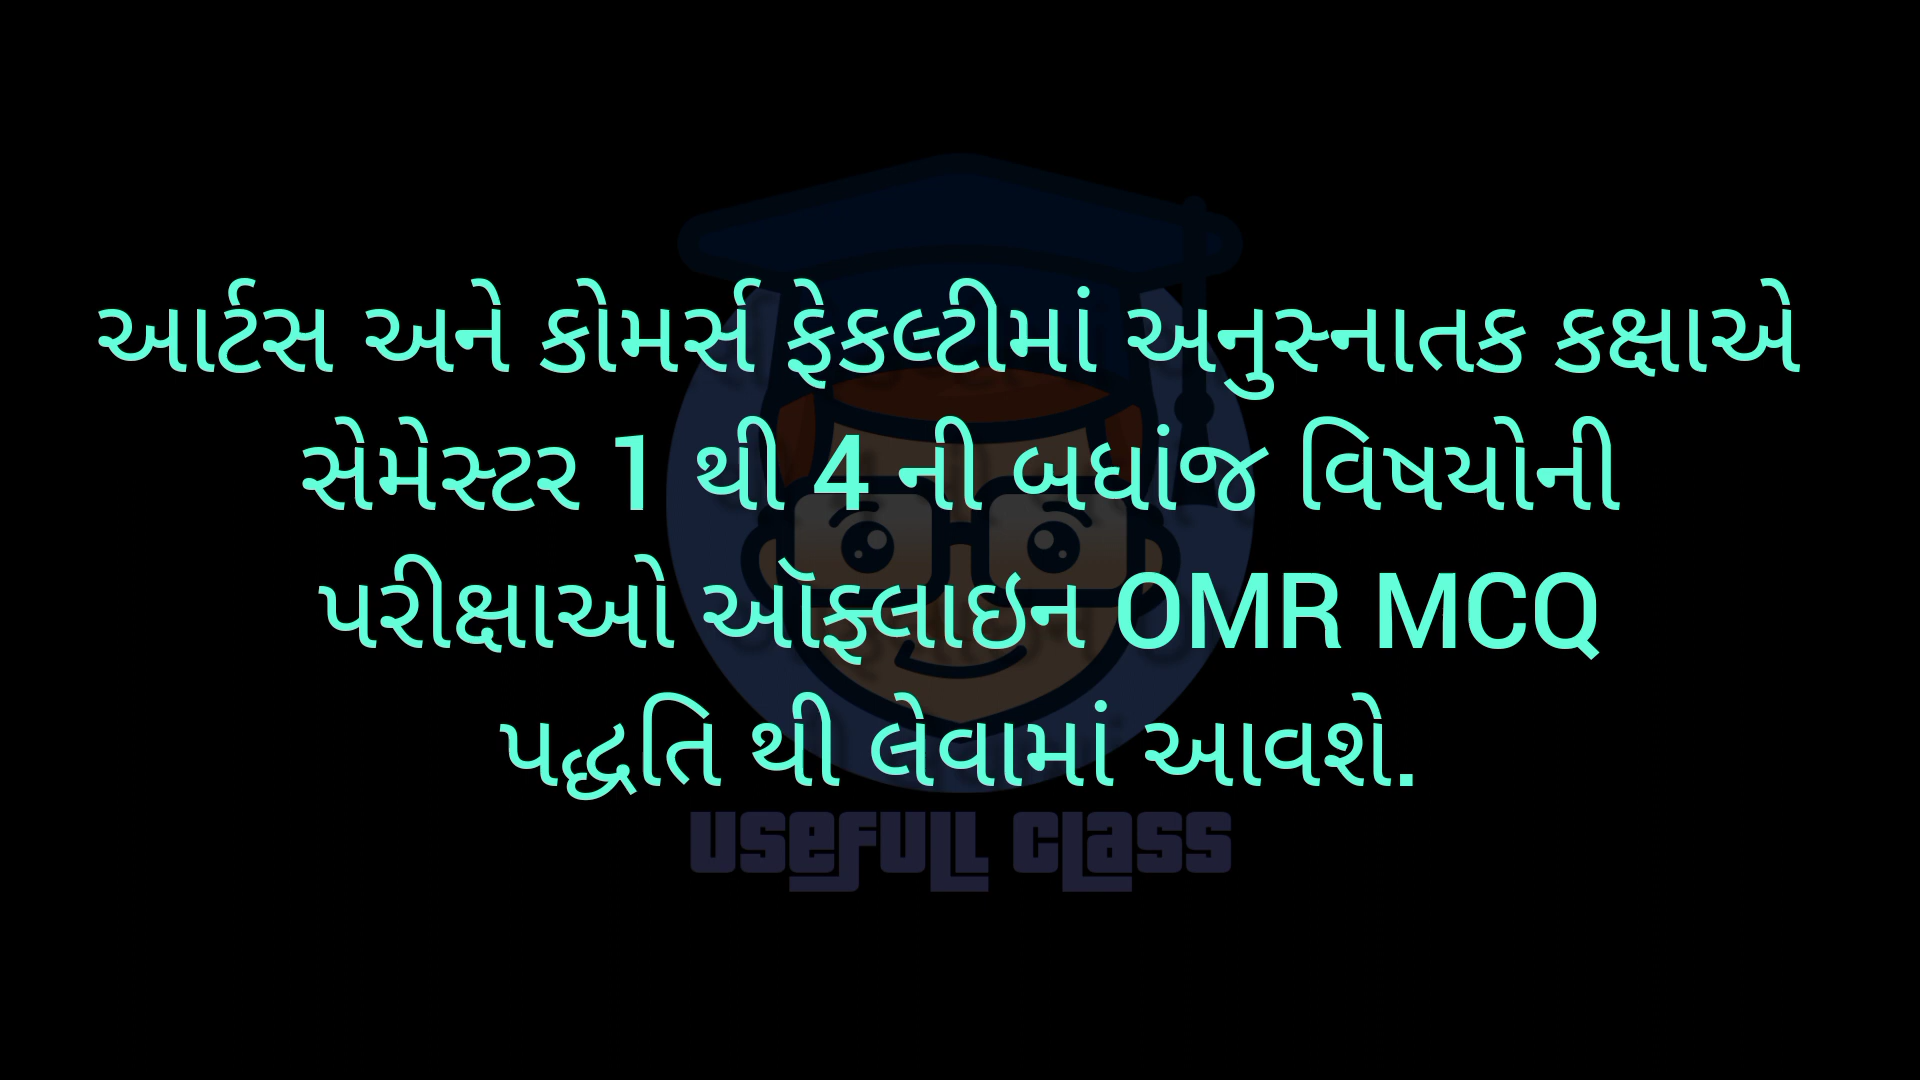 આર્ટસ અને કોમર્સ ફેકલ્ટીમાં અનુસ્નાતક કક્ષાએ
સેમેસ્ટર 1 થી 4 ની બધાંજ વિષયોની
પરીક્ષાઓ ઑફ્લાઇન OMR MCQ
પદ્ધતિ થી લેવામાં આવશે.
USEFULL CLASS